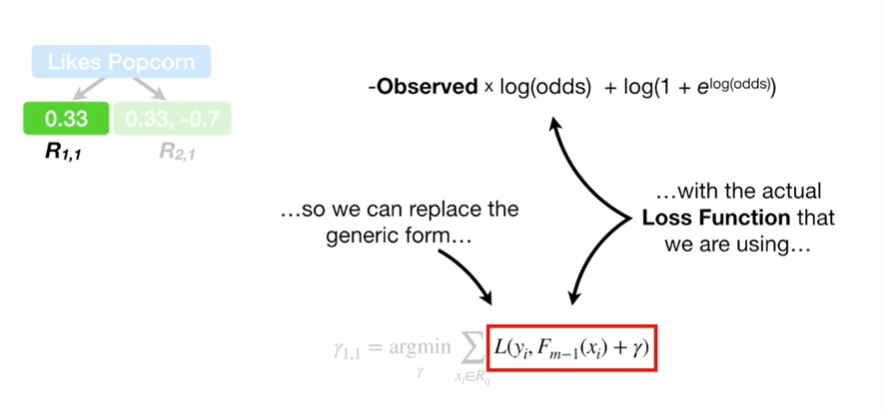 Likes Popcorn
0.33
0.33, -0.7
R1,1
R2,1
-Observed x log(odds) + log(1 + e^log(odds))
…so we can replace the
generic form…
…with the actual
Loss Function that
we are using…
γ1,1 = argmin ∑ L(yᵢ, Fₘ₋₁(xᵢ) + γ)
γ xᵢ∈Rᵢⱼ